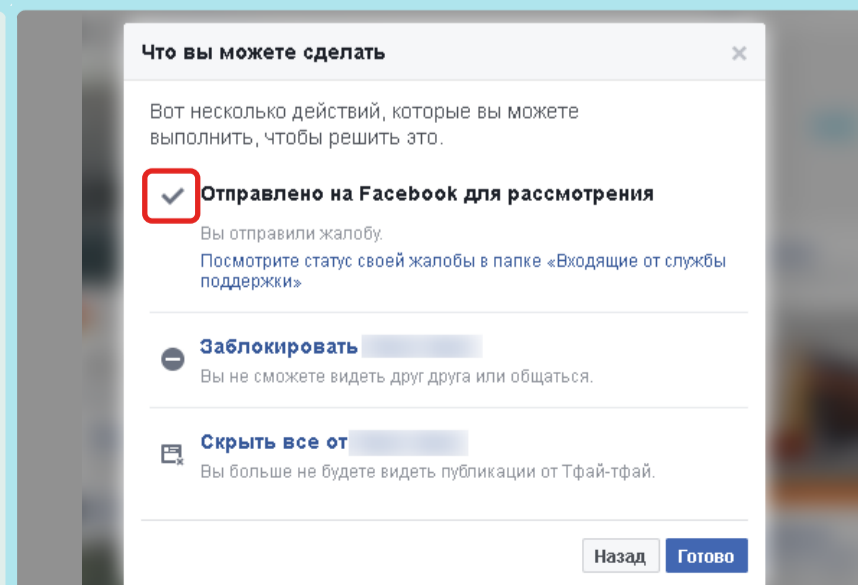 Что вы можете сделать
Вот несколько действий, которые вы можете
выполнить, чтобы решить это.
Отправлено на Facebook для рассмотрения
Вы отправили жалобу.
Посмотрите статус своей жалобы в папке «Входящие от службы
поддержки»
Заблокировать
Вы не сможете видеть друг друга или общаться.
Скрыть все от
Вы больше не будете видеть публикации от Тфай-тфай.
Назад Готово